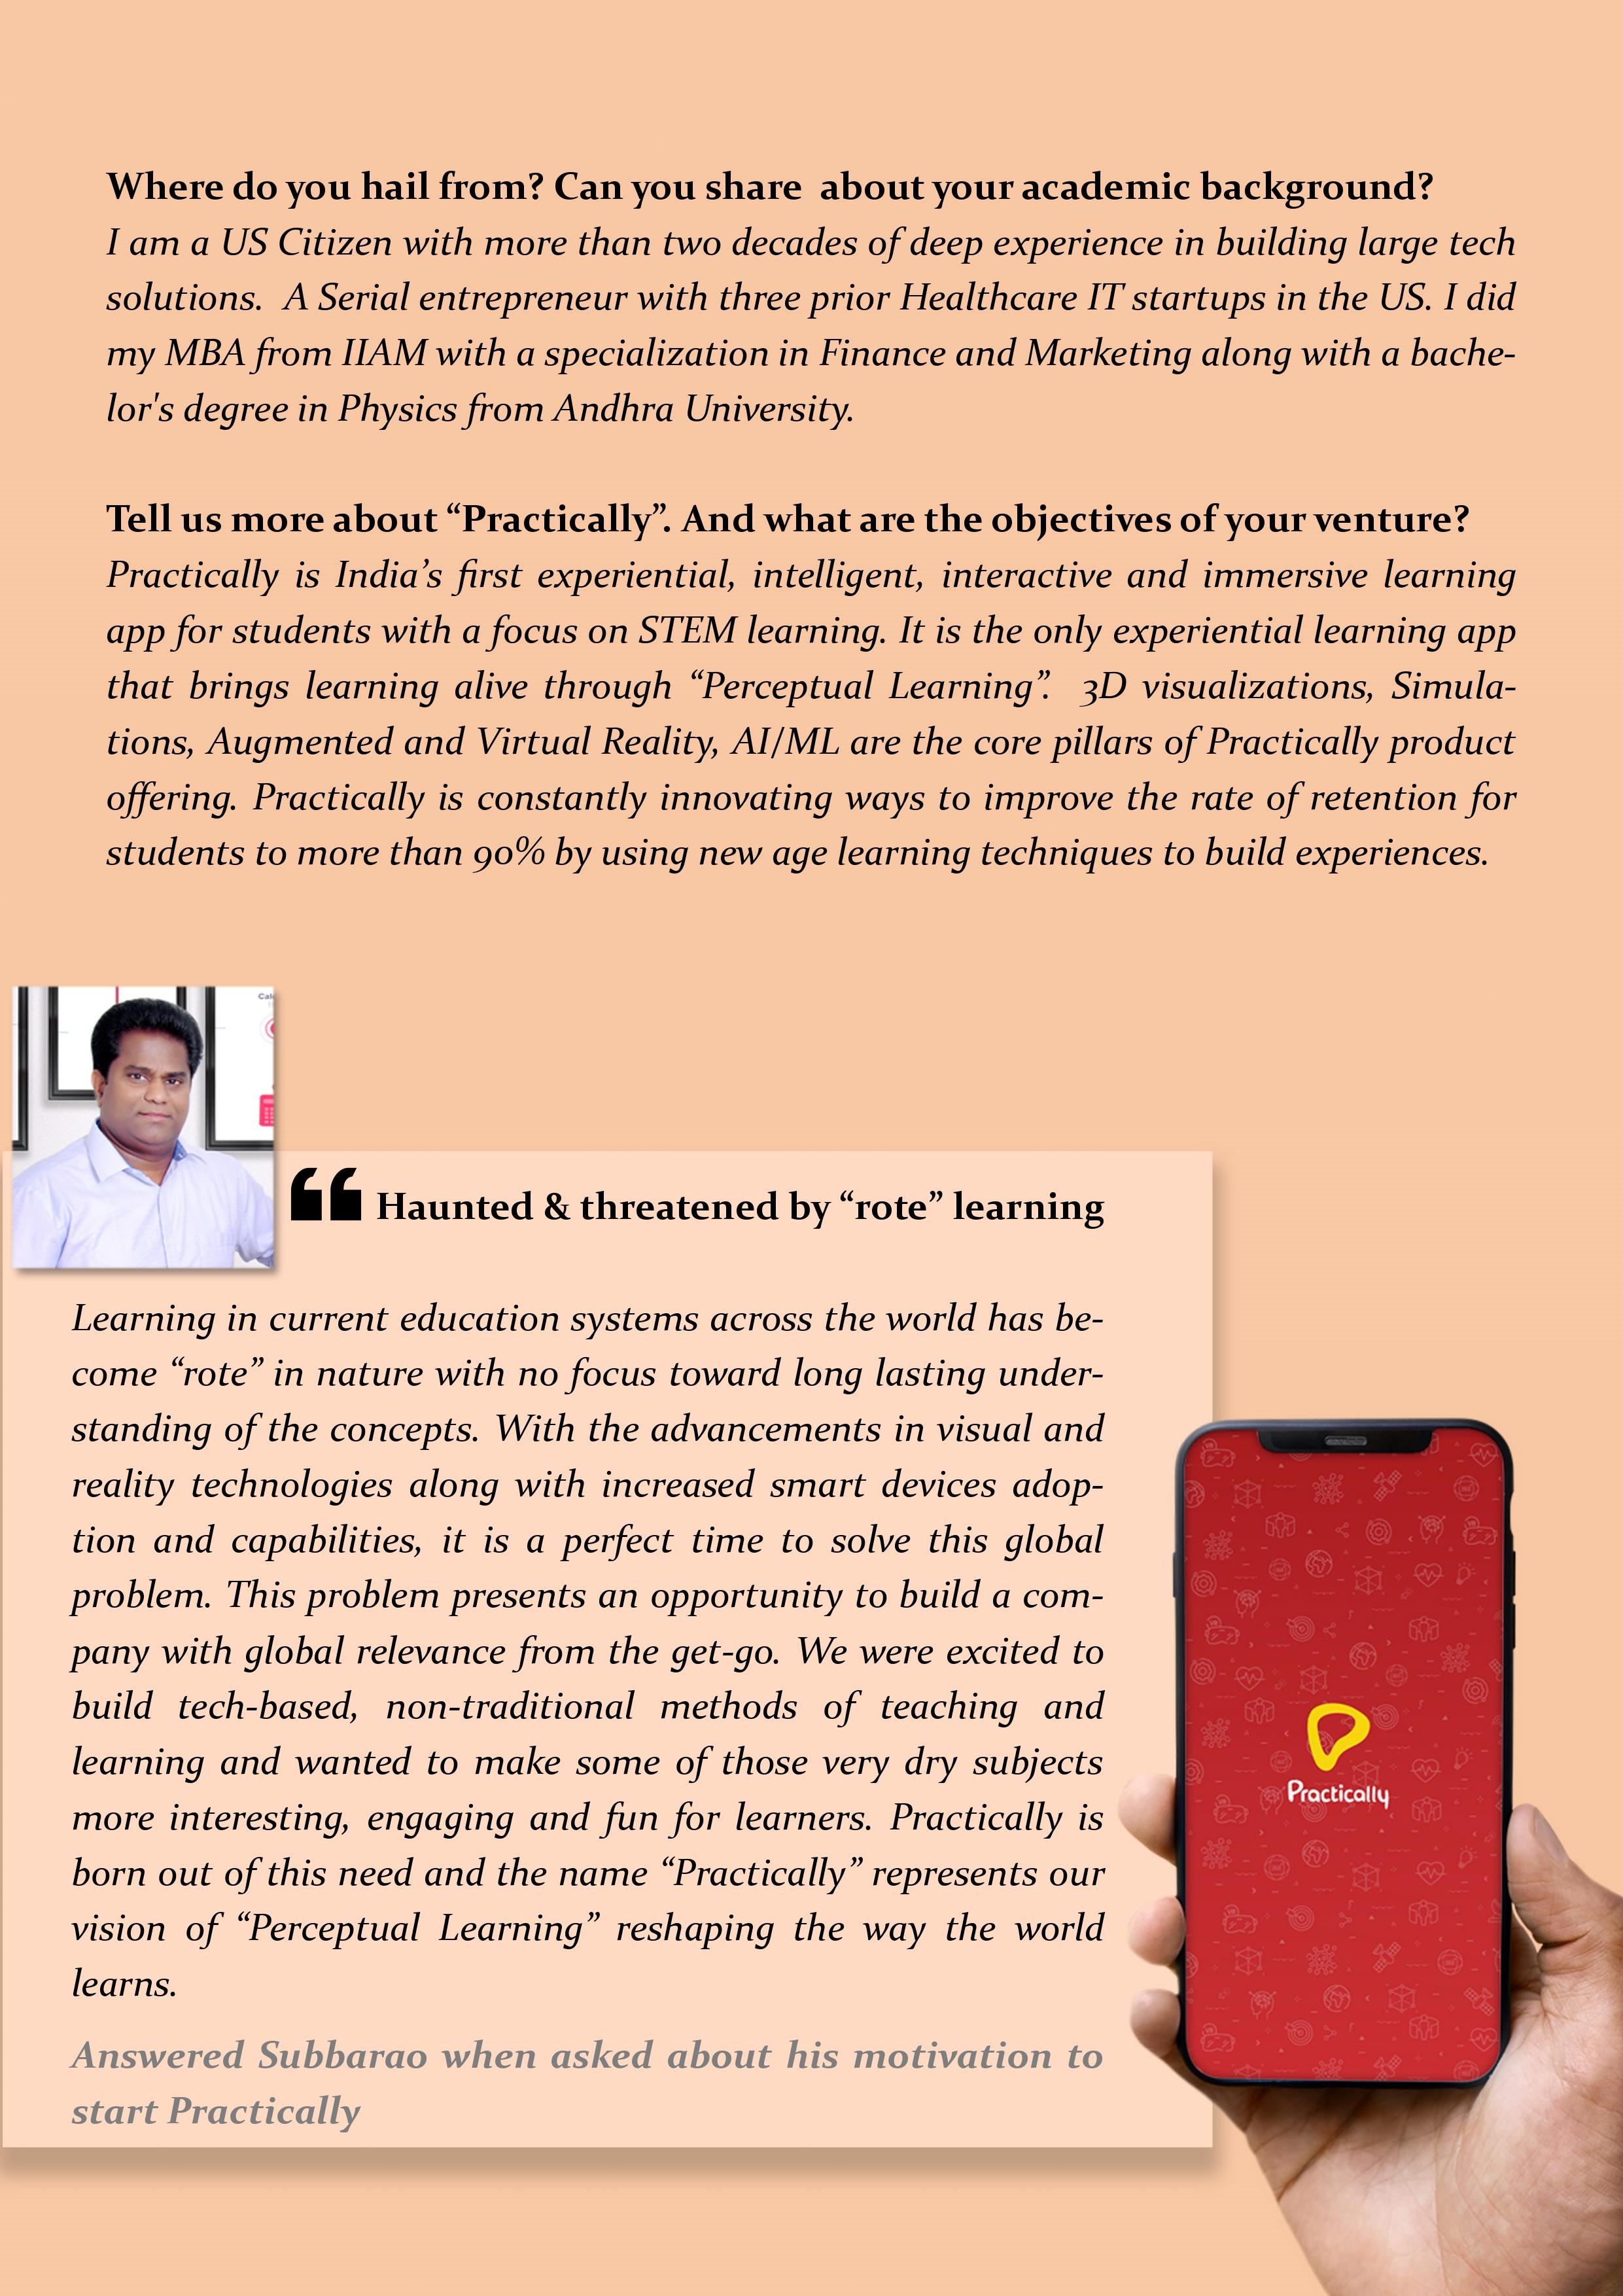 Where do you hail from? Can you share  about your academic background?
I am a US Citizen with more than two decades of deep experience in building large tech
solutions.  A Serial entrepreneur with three prior Healthcare IT startups in the US. I did
my MBA from IIAM with a specialization in Finance and Marketing along with a bache-
lor's degree in Physics from Andhra University.
Tell us more about “Practically”. And what are the objectives of your venture?
Practically is India’s first experiential, intelligent, interactive and immersive learning
app for students with a focus on STEM learning. It is the only experiential learning app
that brings learning alive through “Perceptual Learning”.  3D visualizations, Simula-
tions, Augmented and Virtual Reality, AI/ML are the core pillars of Practically product
offering. Practically is constantly innovating ways to improve the rate of retention for
students to more than 90% by using new age learning techniques to build experiences.
“ Haunted & threatened by “rote” learning
Learning in current education systems across the world has be-
come “rote” in nature with no focus toward long lasting under-
standing of the concepts. With the advancements in visual and
reality technologies along with increased smart devices adop-
tion and capabilities, it is a perfect time to solve this global
problem. This problem presents an opportunity to build a com-
pany with global relevance from the get-go. We were excited to
build tech-based, non-traditional methods of teaching and
learning and wanted to make some of those very dry subjects
more interesting, engaging and fun for learners. Practically is
born out of this need and the name “Practically” represents our
vision of “Perceptual Learning” reshaping the way the world
learns.
Answered Subbarao when asked about his motivation to
start Practically
Practically